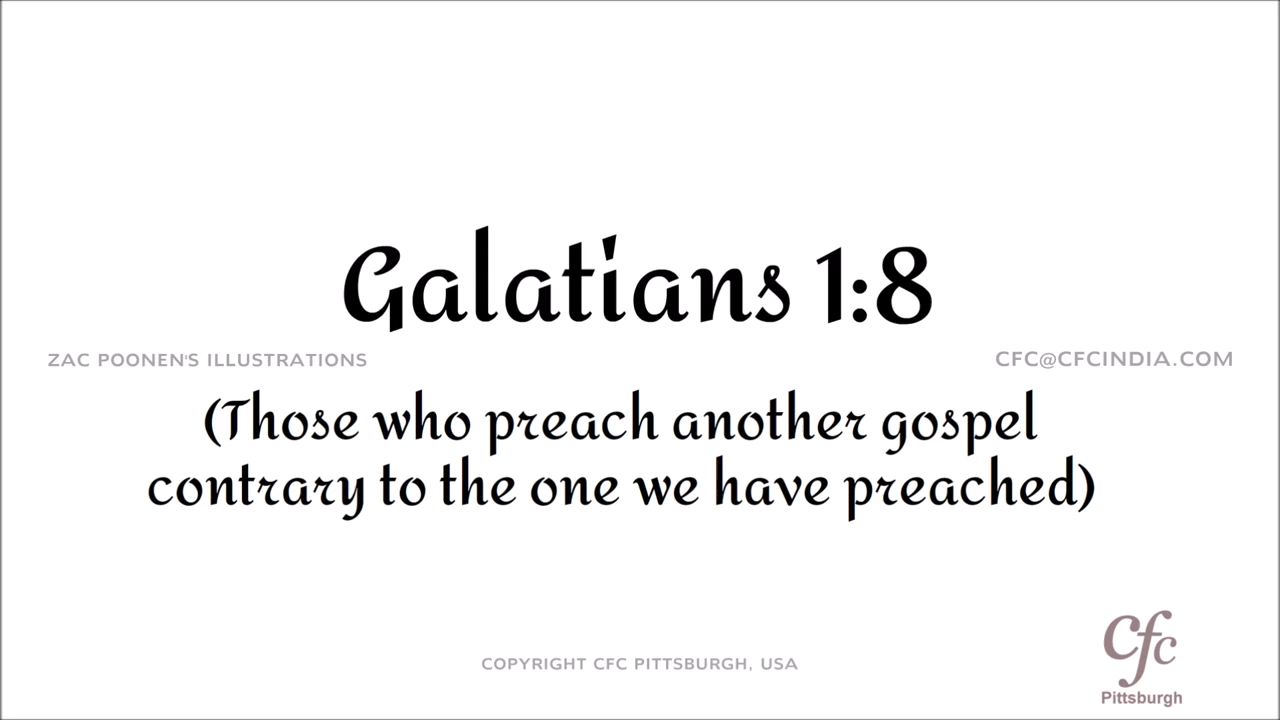 Galatians 1:8
ZAC POONEN'S ILLUSTRATIONS
CFC@CFCINDIA.COM
(Those who preach another gospel
contrary to the one we have preached)
COPYRIGHT CFC PITTSBURGH, USA
cfc
Pittsburgh